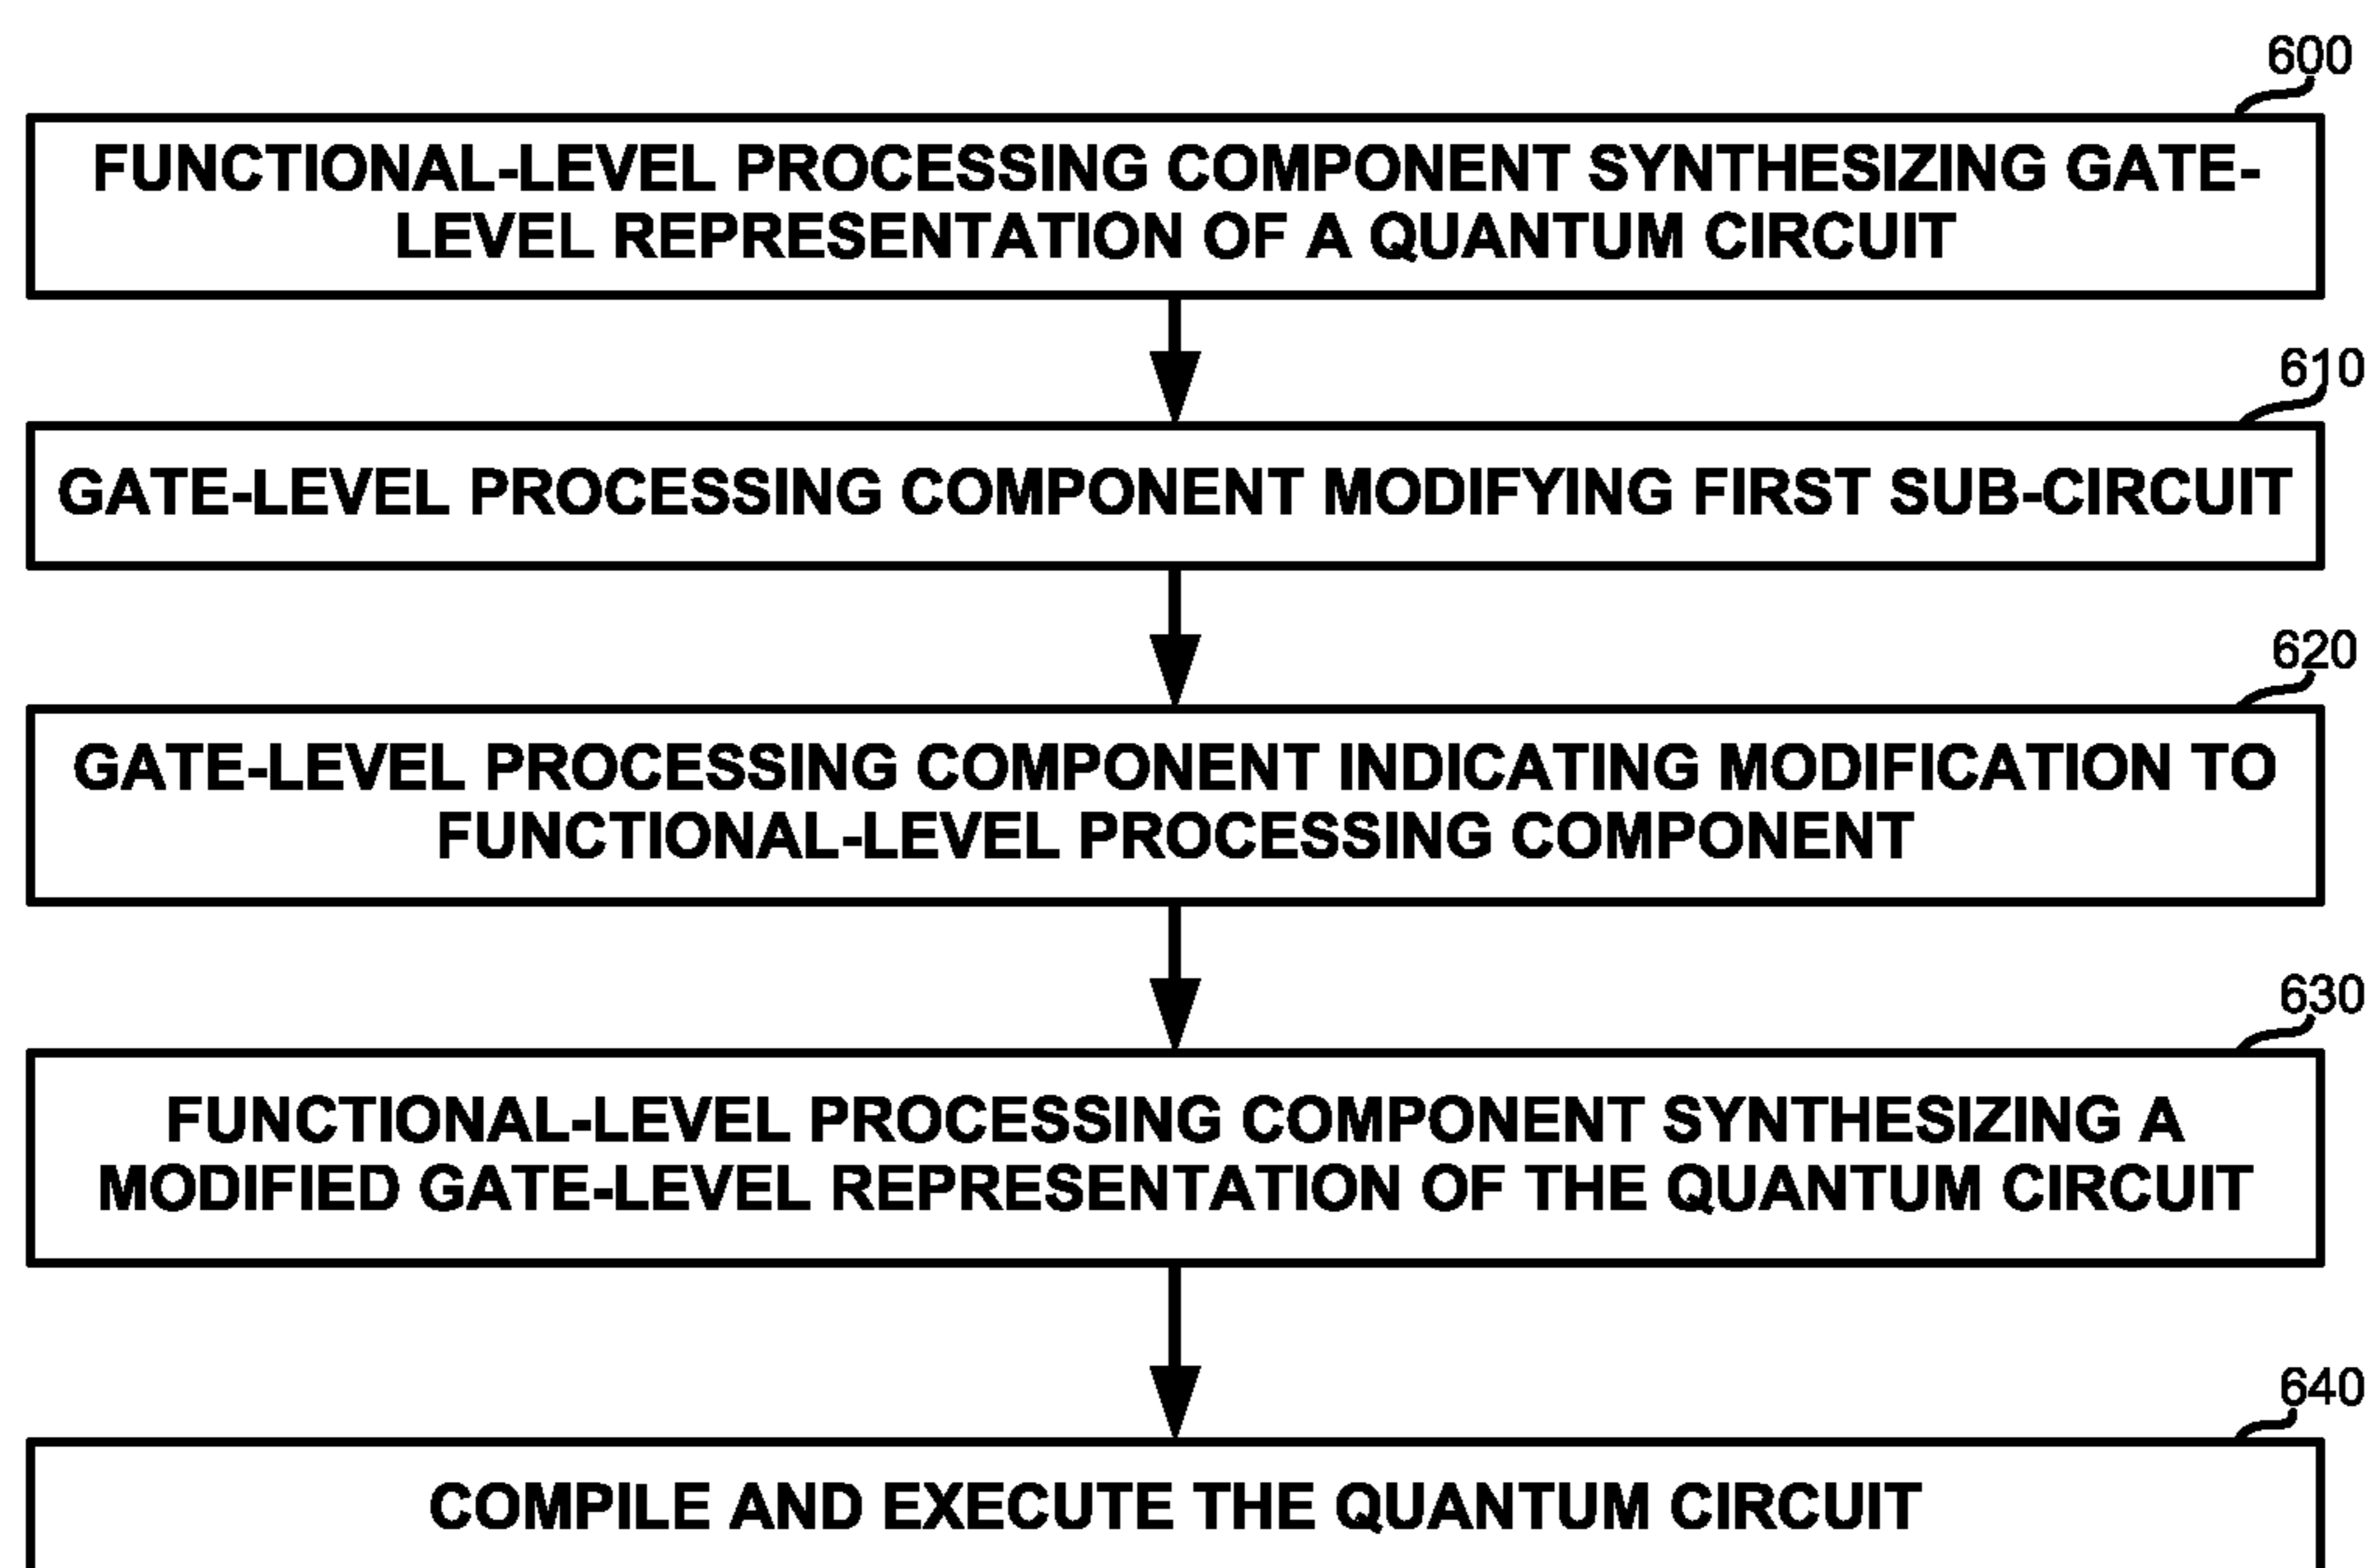 600
FUNCTIONAL-LEVEL PROCESSING COMPONENT SYNTHESIZING GATE-
LEVEL REPRESENTATION OF A QUANTUM CIRCUIT
610
GATE-LEVEL PROCESSING COMPONENT MODIFYING FIRST SUB-CIRCUIT
620
GATE-LEVEL PROCESSING COMPONENT INDICATING MODIFICATION TO
FUNCTIONAL-LEVEL PROCESSING COMPONENT
630
FUNCTIONAL-LEVEL PROCESSING COMPONENT SYNTHESIZING A
MODIFIED GATE-LEVEL REPRESENTATION OF THE QUANTUM CIRCUIT
640
COMPILE AND EXECUTE THE QUANTUM CIRCUIT